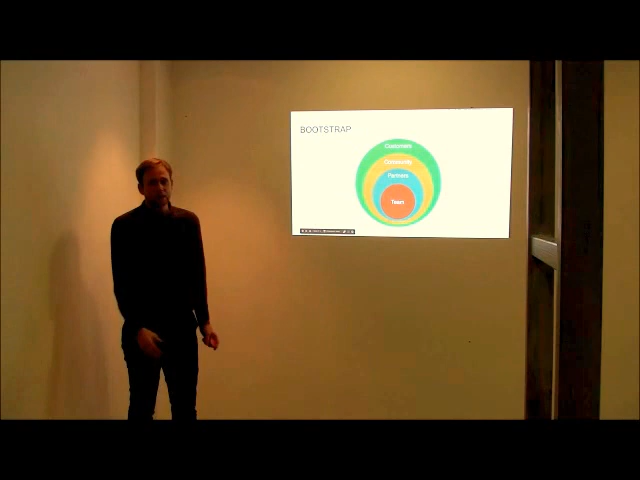 BOOTSTRAP
Customers
Community
Partners
Team